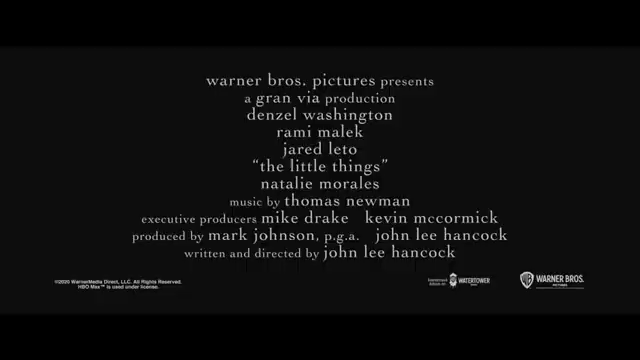 warner bros. pictures presents
a gran via production
denzel washington
rami malek
jared leto
“the little things”
natalie morales
music by thomas newman
executive producers mike drake kevin mccormick
produced by mark johnson, p.g.a. john lee hancock
written and directed by john lee hancock
©2020 WarnerMedia Direct, LLC. All Rights Reserved.
HBO Max™ is used under license.
WATERTOWER
WB
WARNER BROS.
PICTURES